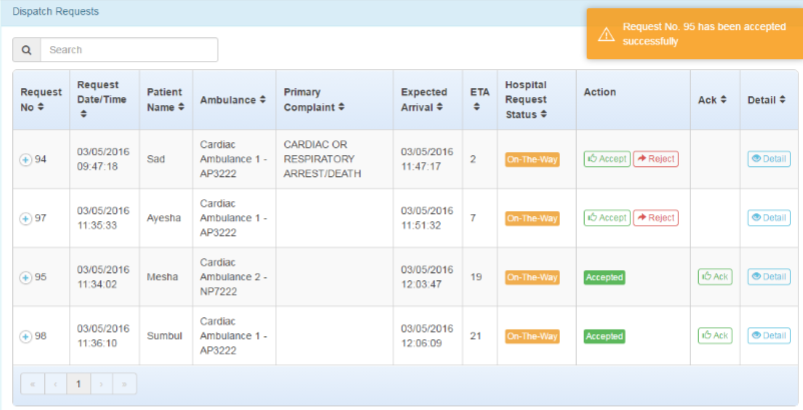 Dispatch Requests
Request No. 95 has been accepted
successfully
Search
Request No
Request Date/Time
Patient Name
Ambulance
Primary Complaint
Expected Arrival
ETA
Hospital Request Status
Action
Ack
Detail
94
03/05/2016 09:47:18
Sad
Cardiac Ambulance 1 - AP3222
CARDIAC OR RESPIRATORY ARREST/DEATH
03/05/2016 11:47:17
2
On-The-Way
Accept
Reject
Detail
97
03/05/2016 11:35:33
Ayesha
Cardiac Ambulance 1 - AP3222
03/05/2016 11:51:32
7
On-The-Way
Accept
Reject
Detail
95
03/05/2016 11:34:02
Mesha
Cardiac Ambulance 2 - NP7222
03/05/2016 12:03:47
19
On-The-Way
Accepted
Ack
Detail
98
03/05/2016 11:36:10
Sumbul
Cardiac Ambulance 1 - AP3222
03/05/2016 12:06:09
21
On-The-Way
Accepted
Ack
Detail
« ‹ 1 › »